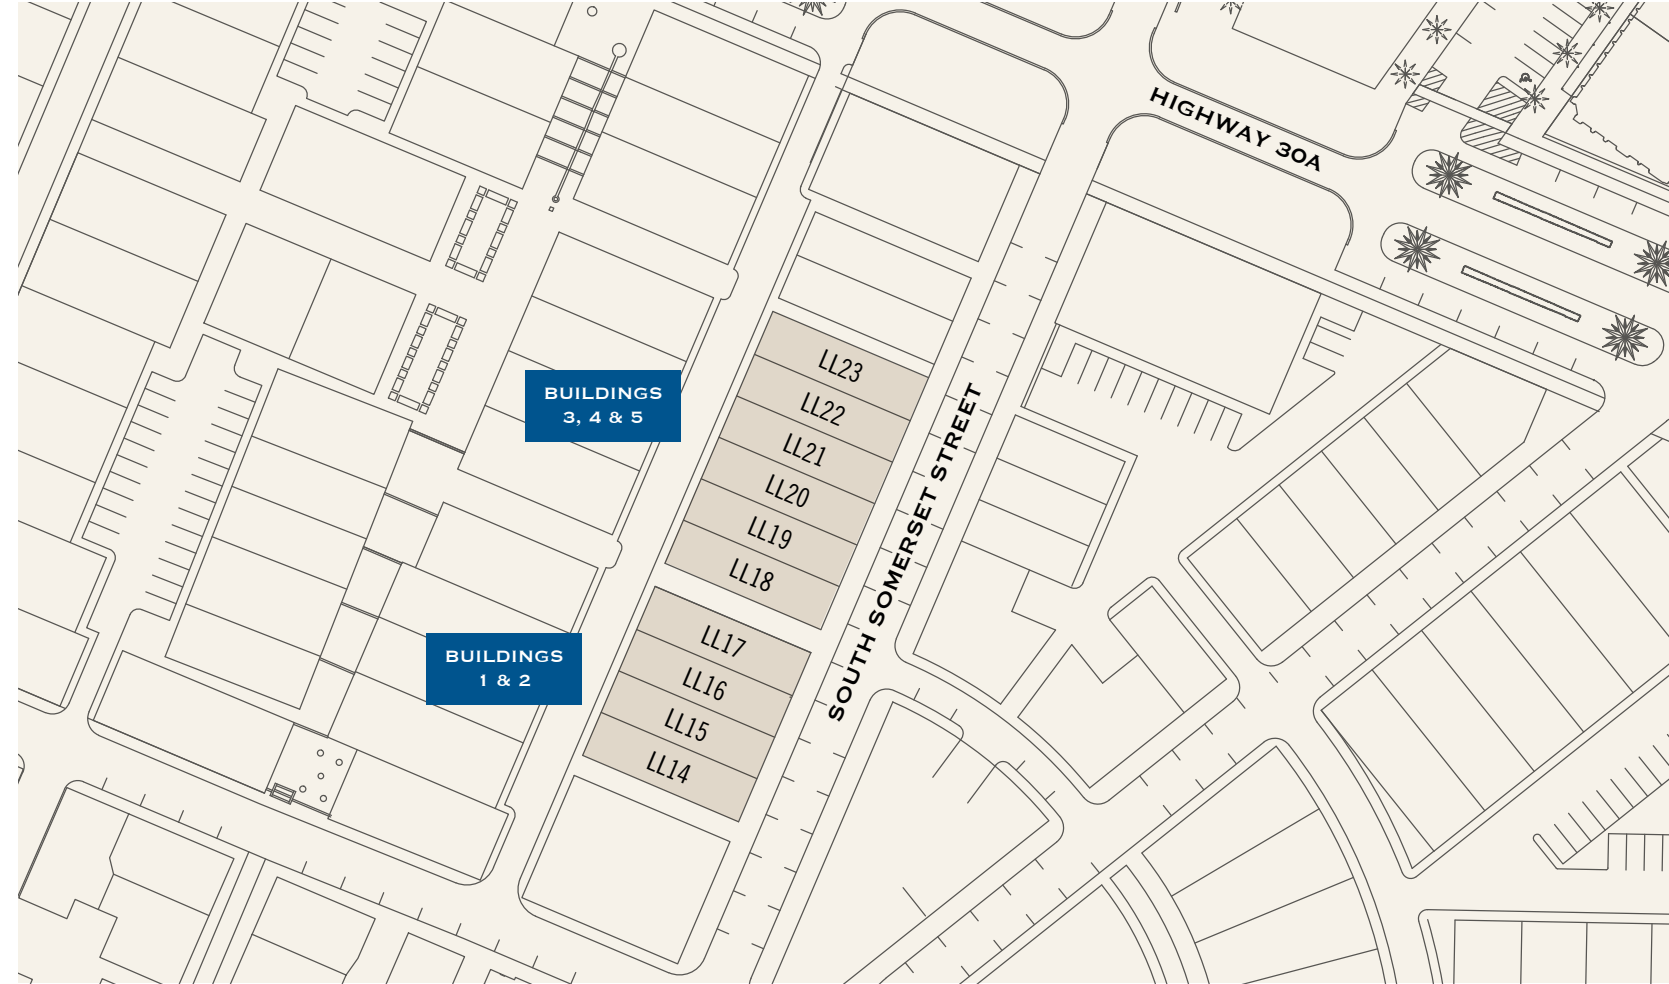 HIGHWAY 30A
LL23
BUILDINGS
3, 4 & 5
LL22
LL21
LL20
LL19
LL18
SOUTH SOMERSET STREET
LL17
BUILDINGS
1 & 2
LL16
LL15
LL14